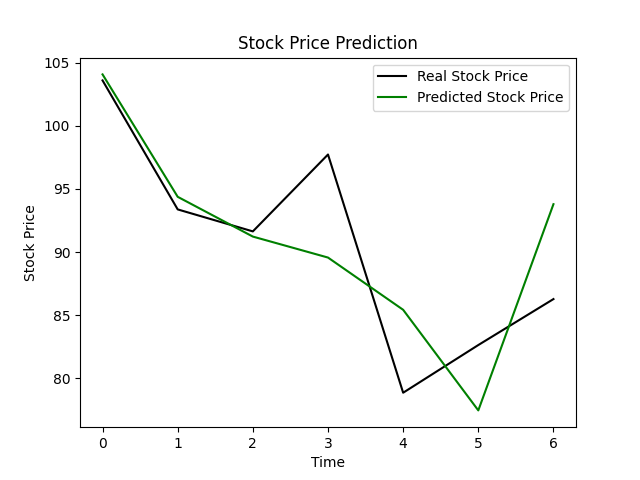 Stock Price Prediction
Real Stock Price
Predicted Stock Price
Stock Price
105
100
95
90
85
80
0 1 2 3 4 5 6
Time